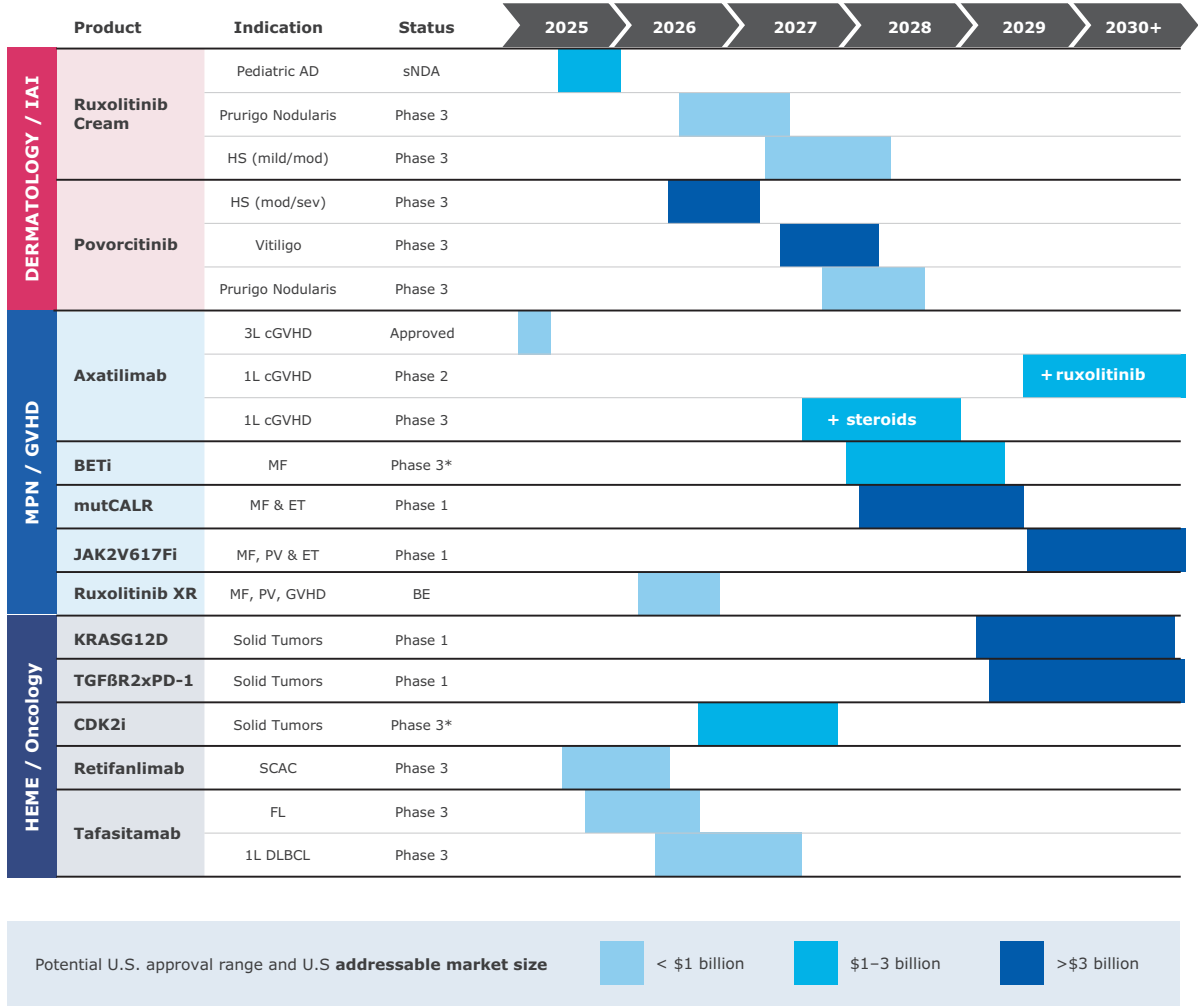 Product Indication Status 2025 2026 2027 2028 2029 2030+
DERMATOLOGY / IAI
Ruxolitinib
Cream
Pediatric AD sNDA
Prurigo Nodularis Phase 3
HS (mild/mod) Phase 3
Povorcitinib
HS (mod/sev) Phase 3
Vitiligo Phase 3
Prurigo Nodularis Phase 3
MPN / GVHD
Axatilimab
3L cGVHD Approved
1L cGVHD Phase 2 + ruxolitinib
1L cGVHD Phase 3 + steroids
BETi MF Phase 3*
mutCALR MF & ET Phase 1
JAK2V617Fi MF, PV & ET Phase 1
Ruxolitinib XR MF, PV, GVHD BE
HEME / Oncology
KRASG12D Solid Tumors Phase 1
TGFßR2xPD-1 Solid Tumors Phase 1
CDK2i Solid Tumors Phase 3*
Retifanlimab SCAC Phase 3
Tafasitamab
FL Phase 3
1L DLBCL Phase 3
Potential U.S. approval range and U.S addressable market size < $1 billion $1–3 billion >$3 billion